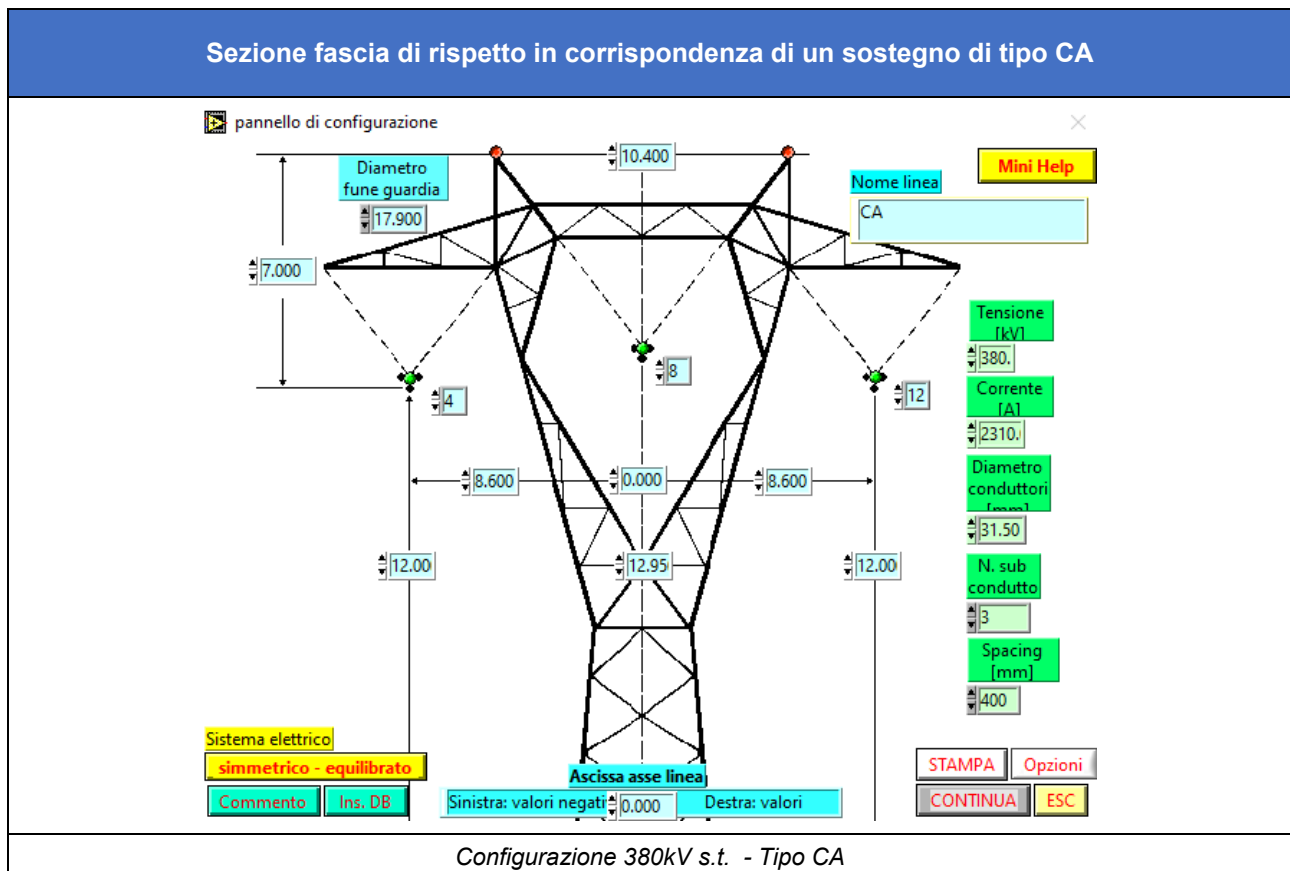 Sezione fascia di rispetto in corrispondenza di un sostegno di tipo CA
pannello di configurazione
10.400
Mini Help
Diametro
fune guardia
17.900
Nome linea
CA
7.000
Tensione
[kV]
380.
8
4
12
Corrente
[A]
2310.
8.600
0.000
8.600
Diametro
conduttori
[mm]
31.50
12.00
12.95
12.00
N. sub
condutto
3
Spacing
[mm]
400
Sistema elettrico
simmetrico - equilibrato
Commento
Ins. DB
Ascissa asse linea
Sinistra: valori negati
0.000
Destra: valori
STAMPA
Opzioni
CONTINUA
ESC
Configurazione 380kV s.t. - Tipo CA